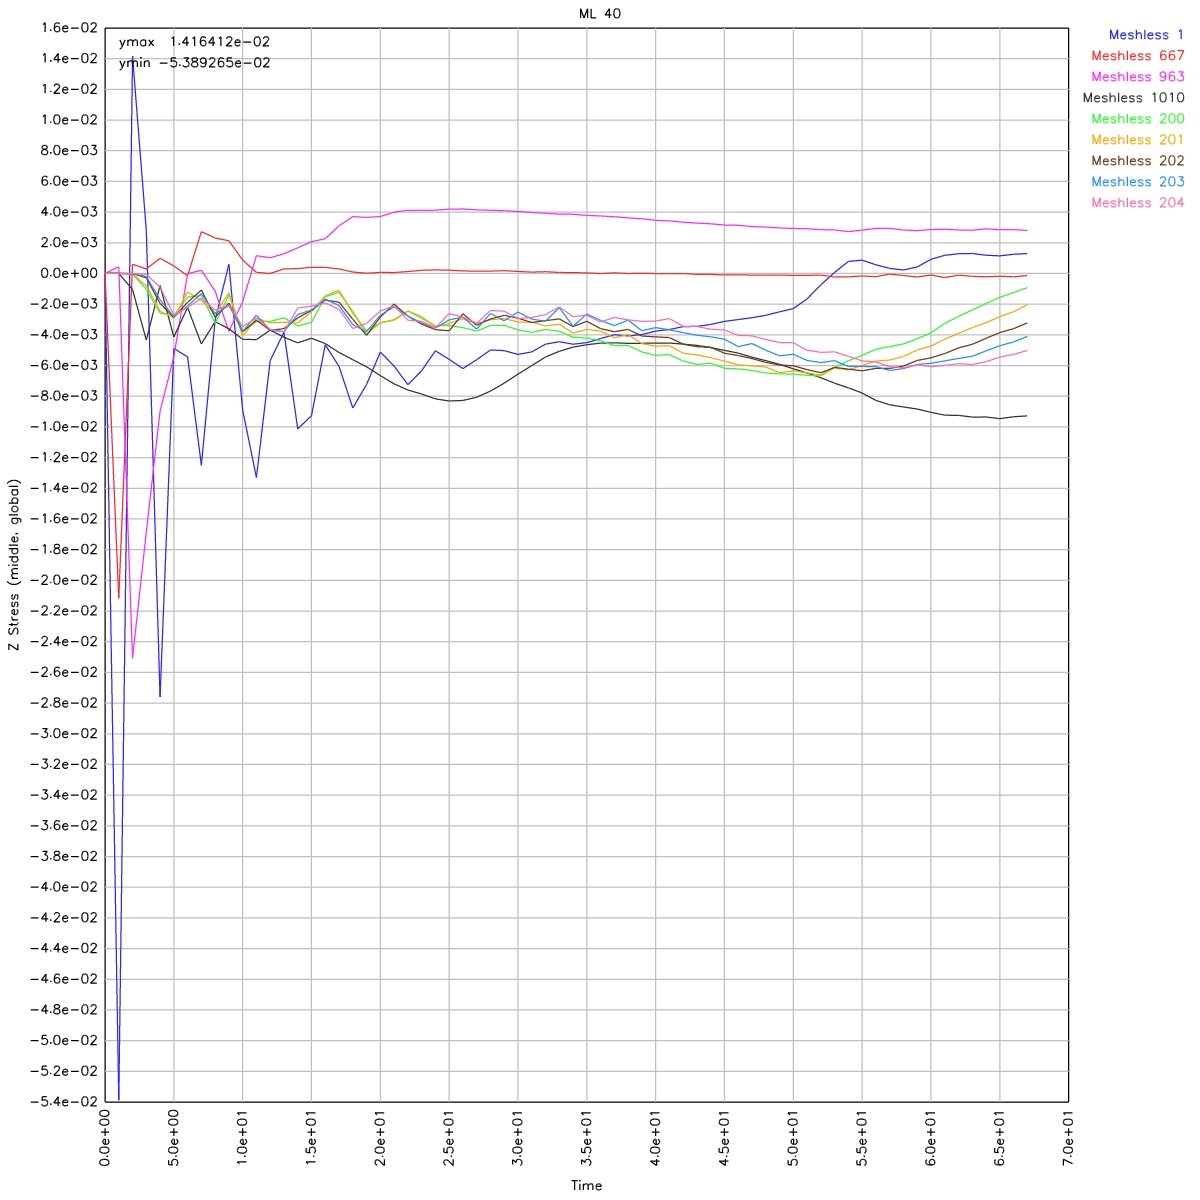 ML 40
ymax 1.416412e-02
ymin -5.389265e-02
1.6e-02
1.4e-02
1.2e-02
1.0e-02
8.0e-03
6.0e-03
4.0e-03
2.0e-03
0.0e+00
-2.0e-03
-4.0e-03
-6.0e-03
-8.0e-03
-1.0e-02
-1.2e-02
-1.4e-02
-1.6e-02
-1.8e-02
-2.0e-02
-2.2e-02
-2.4e-02
-2.6e-02
-2.8e-02
-3.0e-02
-3.2e-02
-3.4e-02
-3.6e-02
-3.8e-02
-4.0e-02
-4.2e-02
-4.4e-02
-4.6e-02
-4.8e-02
-5.0e-02
-5.2e-02
-5.4e-02
Z Stress (middle, global)
0.0e+00
5.0e+00
1.0e+01
1.5e+01
2.0e+01
2.5e+01
3.0e+01
3.5e+01
4.0e+01
4.5e+01
5.0e+01
5.5e+01
6.0e+01
6.5e+01
7.0e+01
Time
Meshless 1
Meshless 667
Meshless 963
Meshless 1010
Meshless 200
Meshless 201
Meshless 202
Meshless 203
Meshless 204